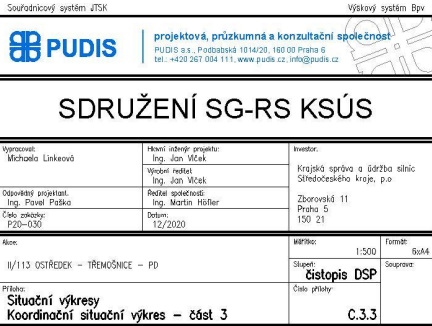 Souřadnicový systém JTSK
Výškový systém Bpv
PUDIS
projektová, průzkumná a konzultační společnost
PUDIS a.s., Podbabská 1014/20, 160 00 Praha 6
tel.: +420 267 004 111, www.pudis.cz, info@pudis.cz
SDRUŽENÍ SG-RS KSÚS
Vypracoval:
Michaela Linkeová
Hlavní inženýr projektu:
Ing. Jan Vlček
Investor:
Výrobní ředitel:
Ing. Jan Vlček
Krajská správa a údržba silnic
Středočeského kraje, p.o
Odpovědný projektant:
Ing. Pavel Paška
Ředitel společnosti:
Ing. Martin Höfler
Zborovská 11
Praha 5
150 21
Číslo zakázky:
P20-030
Datum:
12/2020
Akce:
II/113 OSTŘEDEK - TŘEMOŠNICE - PD
Měřítko:
1:500
Formát:
6xA4
Stupeň:
čistopis DSP
Souprava:
Příloha:
Situační výkresy
Koordinační situační výkres - část 3
Číslo přílohy:
C.3.3